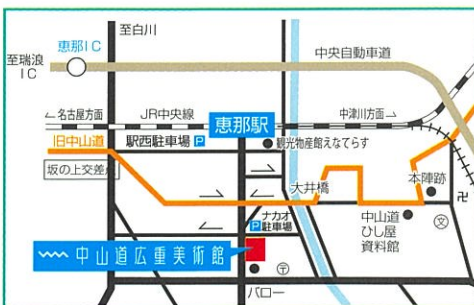 至白川
恵那IC
至瑞浪
IC
中央自動車道
←名古屋方面
JR中央線
恵那駅
中津川方面→
旧中山道
駅西駐車場 P
観光物産館えなてらす
坂の上交差点
大井橋
本陣跡
卍
ナカオ
P 駐車場
中山道
ひし屋
資料館
文
中山道広重美術館
〒
バロー